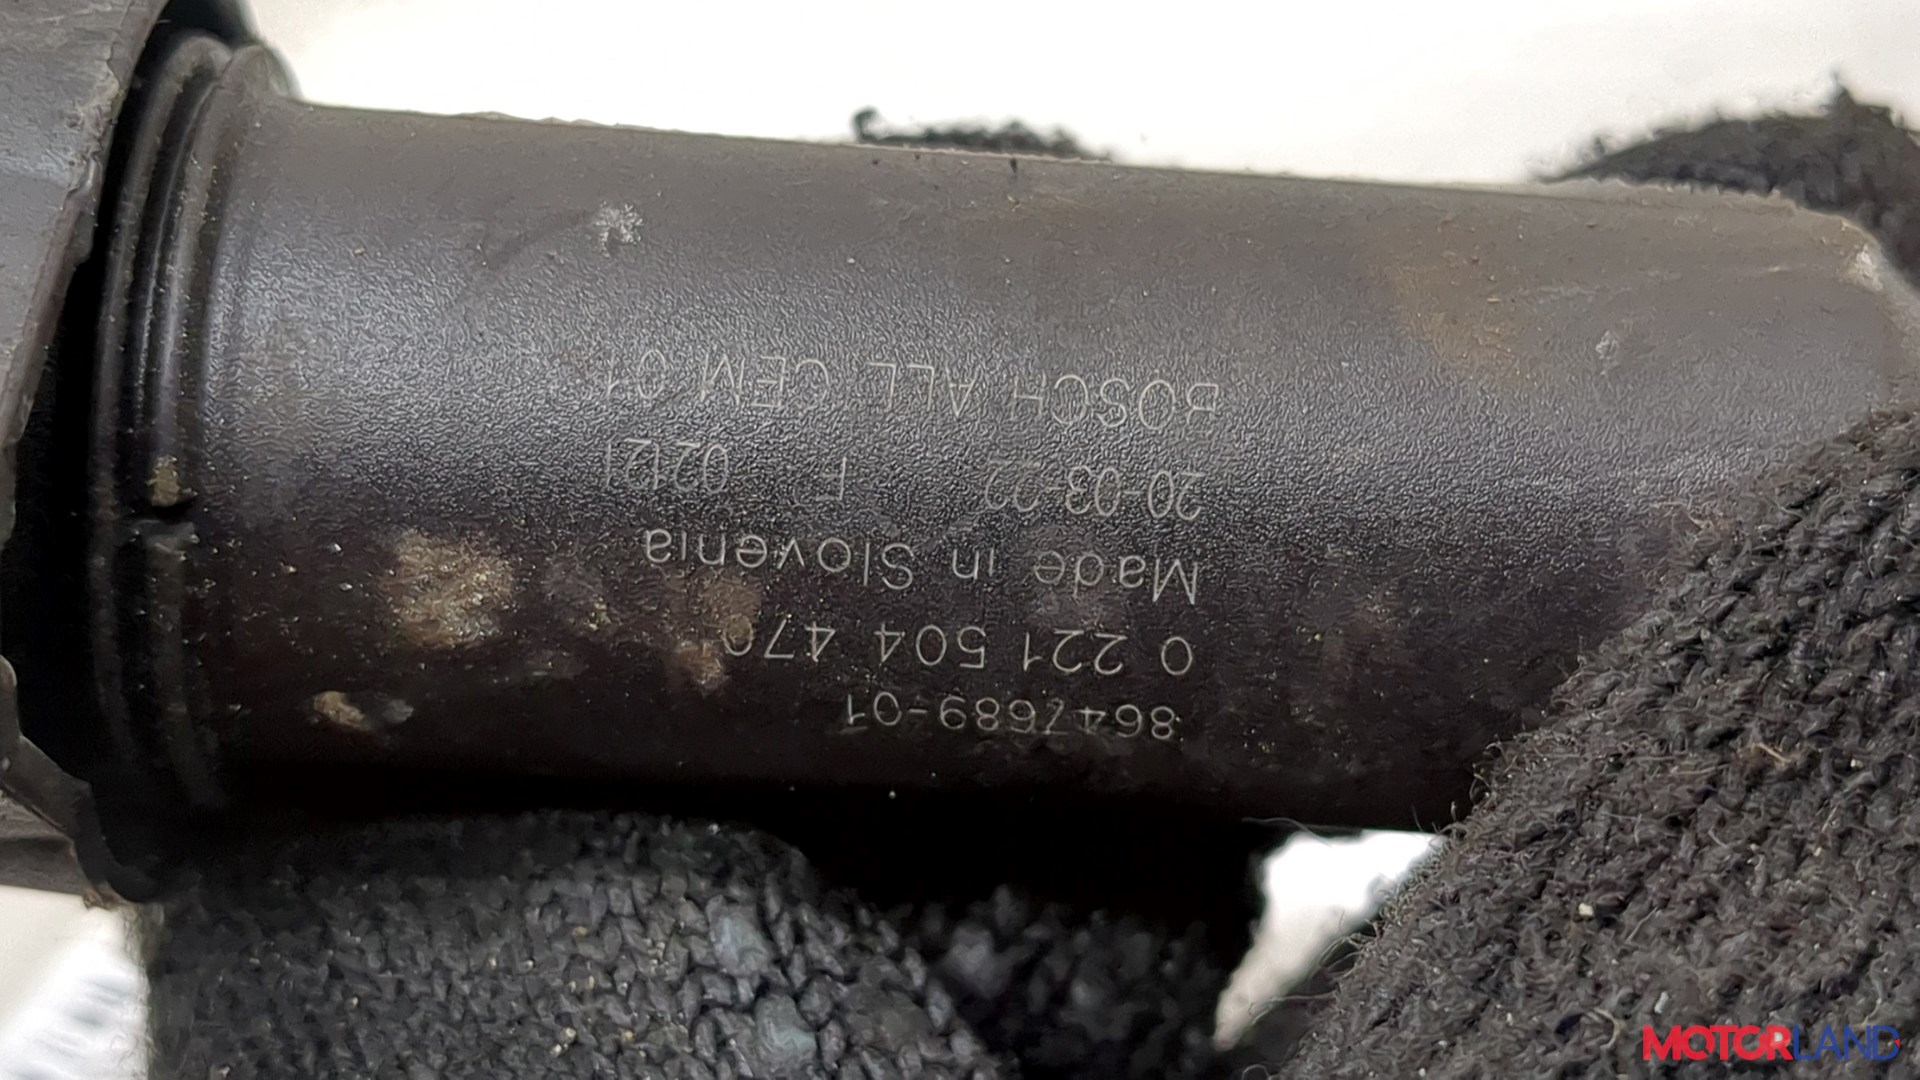 8647689-01
0 221 504 470
Made in Slovenia
20-03-22 F 02121
BOSCH ALL CEM 01
MOTORLAND